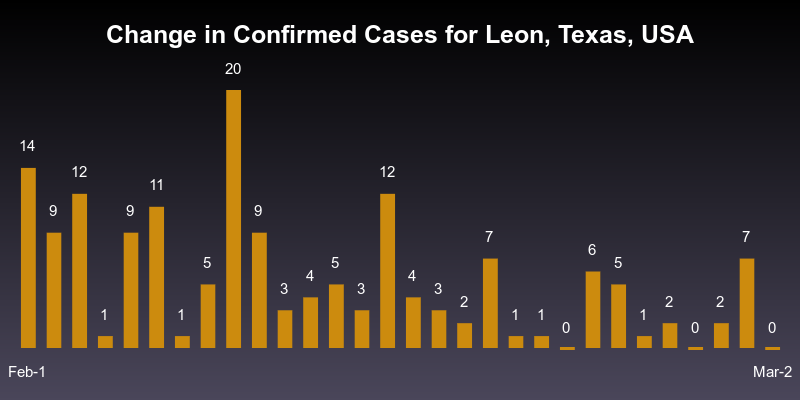 Change in Confirmed Cases for Leon, Texas, USA
14 9 12 1 9 11 1 5 20 9 3 4 5 3 12 4 3 2 7 1 1 0 6 5 1 2 0 2 7 0
Feb-1 Mar-2